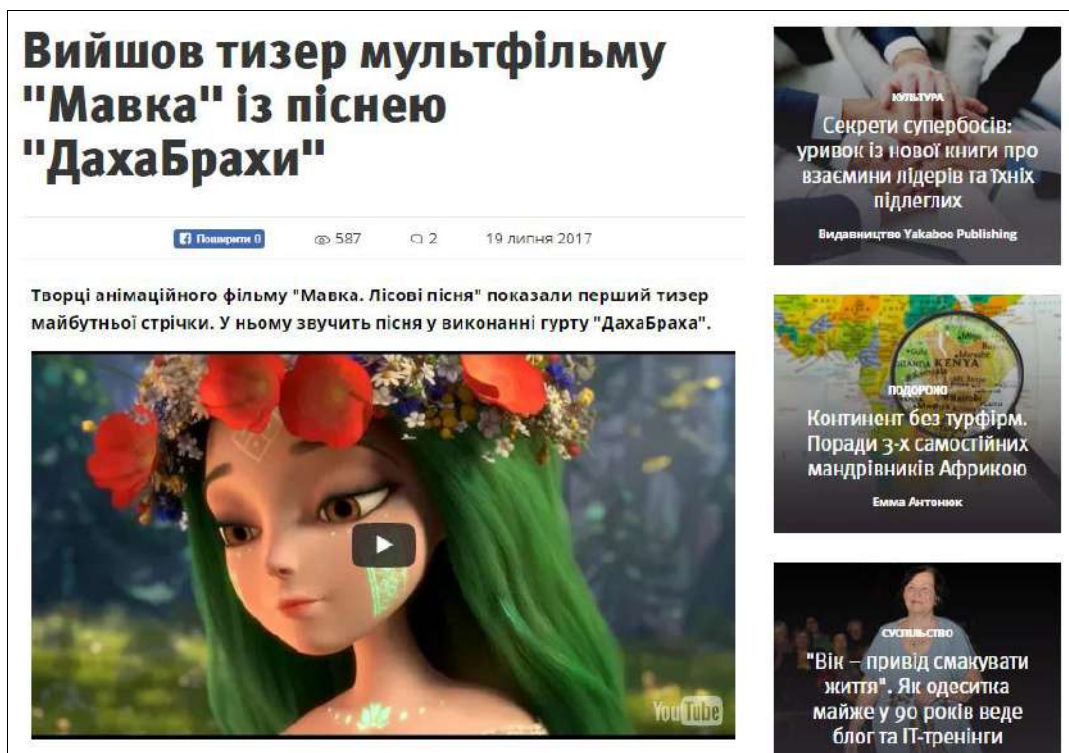 Вийшов тизер мультфільму
"Мавка" із піснею
"ДахаБрахи"
Поширити 0
587
2
19 липня 2017
Творці анімаційного фільму "Мавка. Лісові пісня" показали перший тизер
майбутньої стрічки. У ньому звучить пісня у виконанні гурту "ДахаБраха".
YouTube
КУЛЬТУРА
Секрети супербосів:
уривок із нової книги про
взаємини лідерів та їхніх
підлеглих
Видавництво Yakaboo Publishing
KENYA
ПОДОРОЖІ
Континент без турфірм.
Поради 3-х самостійних
мандрівників Африкою
Емма Антонюк
СУСПІЛЬСТВО
"Вік – привід смакувати
життя". Як одеситка
майже у 90 років веде
блог та ІТ-тренінги